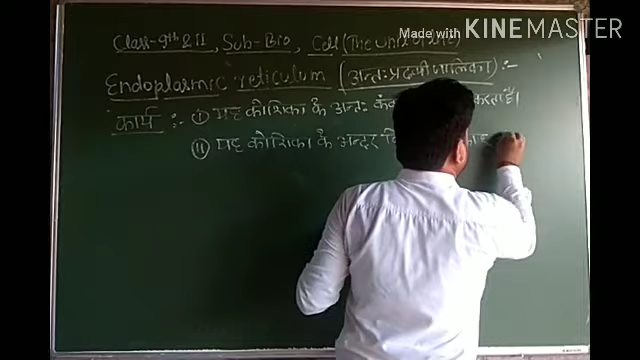 Made with KINEMASTER
Class-9th & 11, Sub-Bio, Cell (The Unit of Life)
Endoplasmic reticulum (अन्तः प्रद्रव्यी जालिका) :-
कार्य :- (i) यह कोशिका के अन्तः करता है।
(ii) यह कोशिका के अन्दर